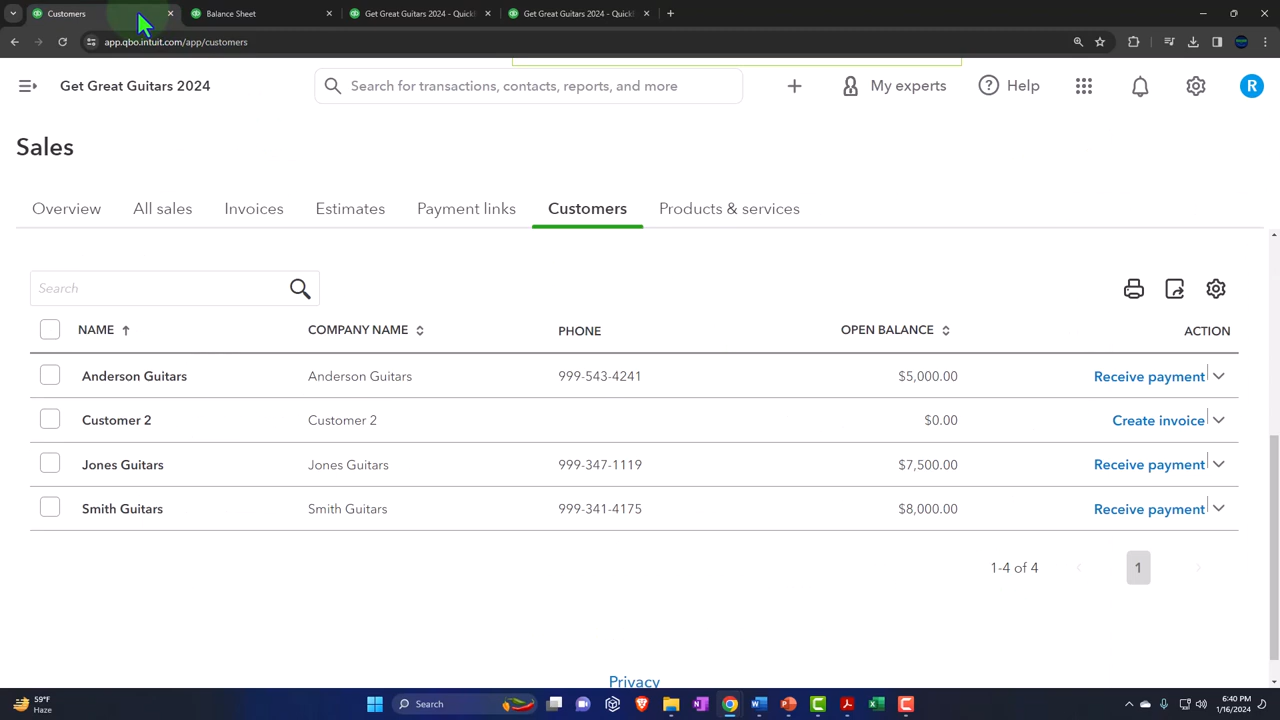 Customers
Balance Sheet
Get Great Guitars 2024 - Quick
Get Great Guitars 2024 - Quick
app.qbo.intuit.com/app/customers
Get Great Guitars 2024
Search for transactions, contacts, reports, and more
My experts
Help
R
Sales
Overview
All sales
Invoices
Estimates
Payment links
Customers
Products & services
Search
NAME
COMPANY NAME
PHONE
OPEN BALANCE
ACTION
Anderson Guitars Anderson Guitars 999-543-4241 $5,000.00 Receive payment
Customer 2 Customer 2 $0.00 Create invoice
Jones Guitars Jones Guitars 999-347-1119 $7,500.00 Receive payment
Smith Guitars Smith Guitars 999-341-4175 $8,000.00 Receive payment
1-4 of 4
1
Privacy
59°F
Haze
Search
6:40 PM
1/16/2024